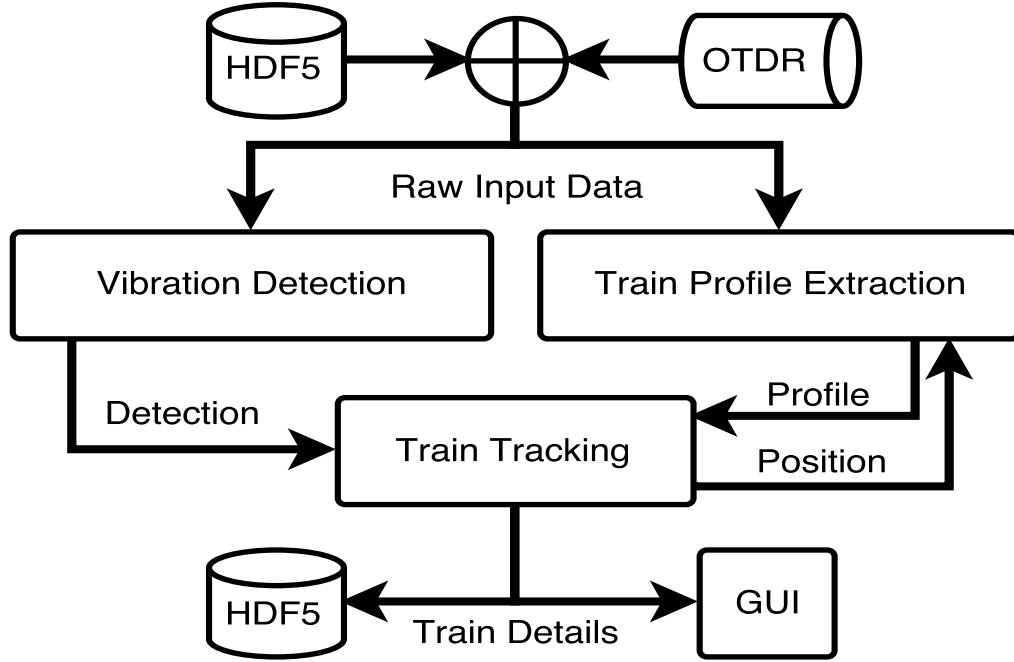 HDF5
OTDR
Raw Input Data
Vibration Detection
Train Profile Extraction
Detection
Profile
Train Tracking
Position
HDF5
Train Details
GUI